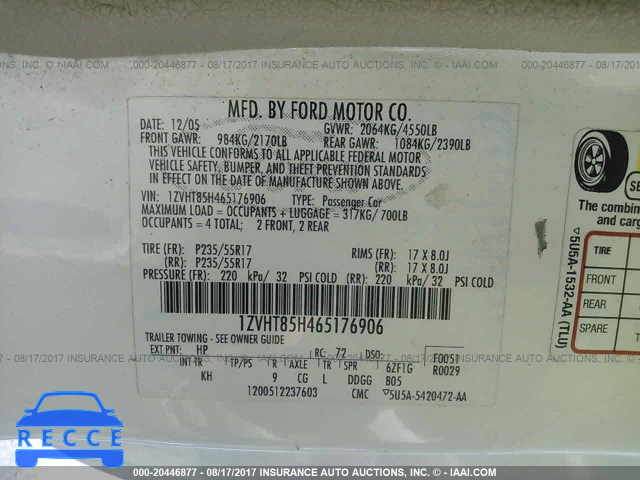 000-20446877 - 08/17/2017 INSURANCE AUTO AUCTIONS, INC. - IAAI.COM
MFD. BY FORD MOTOR CO.
DATE: 12/05 GVWR: 2064KG/4550LB
FRONT GAWR: 984KG/2170LB REAR GAWR: 1084KG/2390LB
THIS VEHICLE CONFORMS TO ALL APPLICABLE FEDERAL MOTOR
VEHICLE SAFETY, BUMPER, AND THEFT PREVENTION STANDARDS
IN EFFECT ON THE DATE OF MANUFACTURE SHOWN ABOVE.
VIN: 1ZVHT85H465176906 TYPE: Passenger Car
MAXIMUM LOAD = OCCUPANTS + LUGGAGE = 317KG/ 700LB
OCCUPANTS = 4 TOTAL; 2 FRONT, 2 REAR
TIRE (FR): P235/55R17 RIMS (FR): 17 X 8.0J
(RR): P235/55R17 (RR): 17 X 8.0J
PRESSURE (FR): 220 kPa/ 32 PSI COLD (RR): 220 kPa/ 32 PSI COLD
1ZVHT85H465176906
TRAILER TOWING - SEE OWNER GUIDE
EXT PNT: HP RC: 72 DSO: F0051
R0029
INT TR TP/PS R AXLE TR SPR 6ZF1G
KH 9 CG L DDGG B05
1200512237603 CMC ▽5U5A-5420472-AA
SE
The combin
and carg
TIRE
FRONT
REAR
SPARE T
▽5U5A-1532-AA (TLU)
RECCE
000-20446877 - 08/17/2017 INSURANCE AUTO AUCTIONS, INC. - IAAI.COM